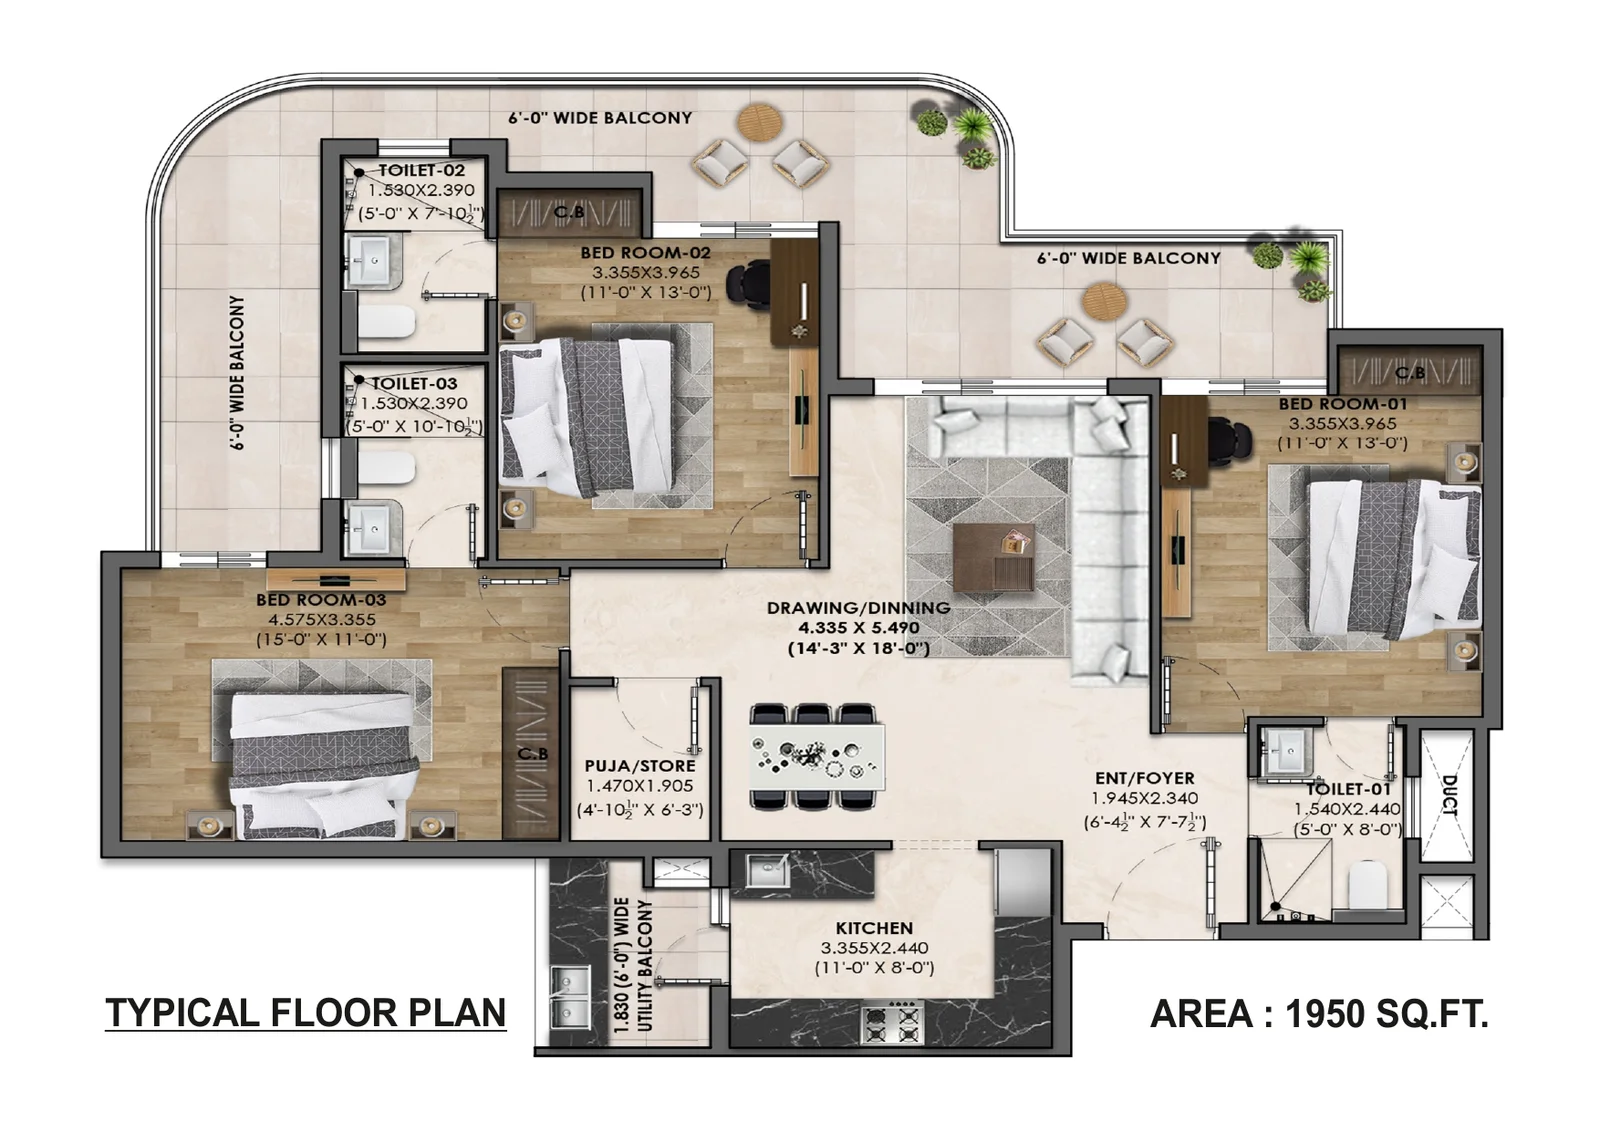 6'-0" WIDE BALCONY
TOILET-02
1.530X2.390
(5'-0" X 7'-10½")
C.B
BED ROOM-02
3.355X3.965
(11'-0" X 13'-0")
6'-0" WIDE BALCONY
6'-0" WIDE BALCONY
TOILET-03
1.530X2.390
(5'-0" X 10'-10½")
C.B
BED ROOM-01
3.355X3.965
(11'-0" X 13'-0")
BED ROOM-03
4.575X3.355
(15'-0" X 11'-0")
C.B
DRAWING/DINNING
4.335 X 5.490
(14'-3" X 18'-0")
PUJA/STORE
1.470X1.905
(4'-10½" X 6'-3")
ENT/FOYER
1.945X2.340
(6'-4½" X 7'-7½")
TOILET-01
1.540X2.440
(5'-0" X 8'-0")
DUCT
1.830 (6'-0") WIDE
UTILITY BALCONY
KITCHEN
3.355X2.440
(11'-0" X 8'-0")
TYPICAL FLOOR PLAN
AREA : 1950 SQ.FT.